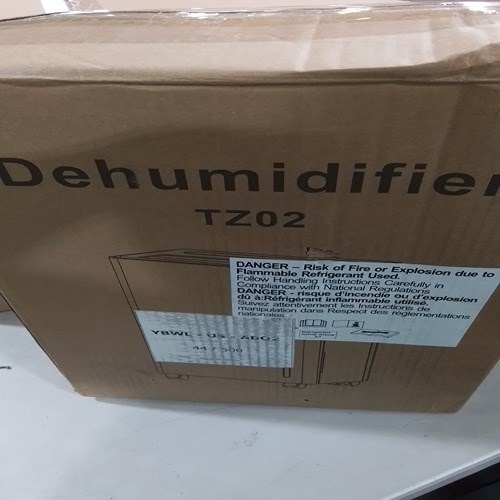 Dehumidifier
TZ02
DANGER – Risk of Fire or Explosion due to
Flammable Refrigerant Used.
Follow Handling Instructions Carefully in
Compliance with National Regulations
DANGER - risque d'incendie ou d'explosion
dû à:Réfrigérant inflammable utilisé.
Suivez attentivement les Instructions de
manipulation dans Respect des réglementations
nationales